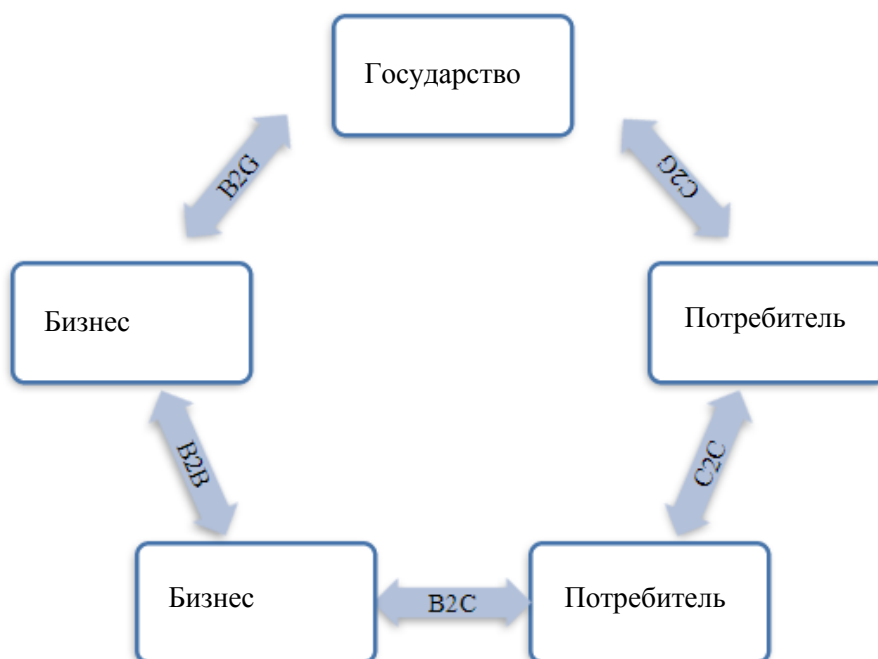 Государство
B2G
C2G
Бизнес
Потребитель
B2B
C2C
Бизнес
B2C
Потребитель